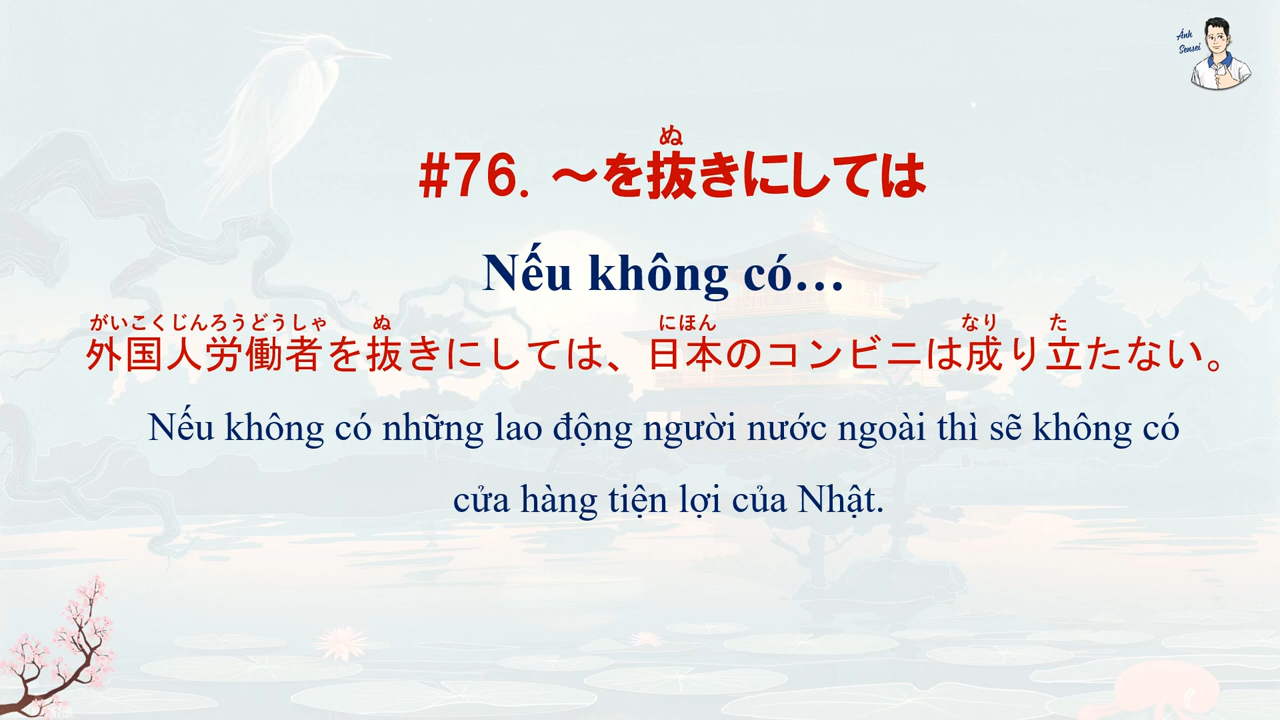 Ánh
Sensei
ぬ
#76. ～を抜きにしては
Nếu không có…
がいこくじんろうどうしゃ ぬ にほん なり た
外国人労働者を抜きにしては、日本のコンビニは成り立たない。
Nếu không có những lao động người nước ngoài thì sẽ không có
cửa hàng tiện lợi của Nhật.